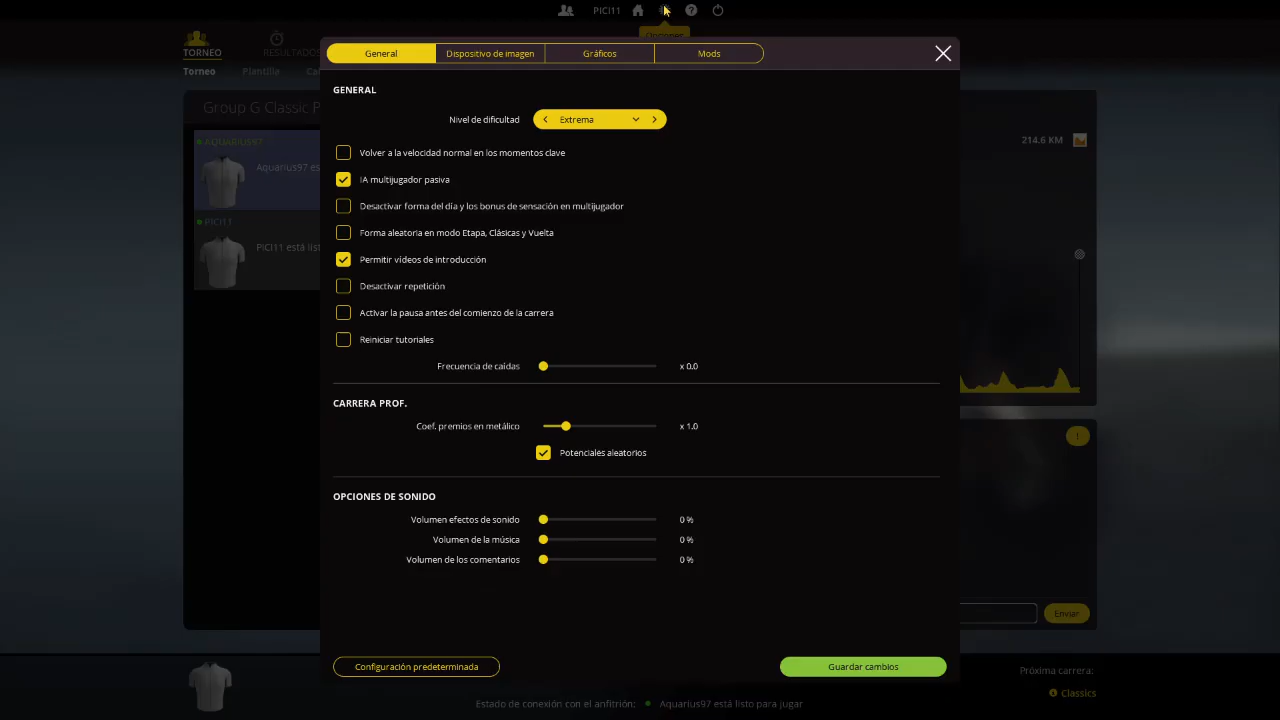 PICI11
Opciones
TORNEO
RESULTADOS
Torneo
Plantilla
General
Dispositivo de imagen
Gráficos
Mods
Group G Classic P
GENERAL
Nivel de dificultad
Extrema
Volver a la velocidad normal en los momentos clave
IA multijugador pasiva
Desactivar forma del día y los bonus de sensación en multijugador
Forma aleatoria en modo Etapa, Clásicas y Vuelta
Permitir vídeos de introducción
Desactivar repetición
Activar la pausa antes del comienzo de la carrera
Reiniciar tutoriales
Frecuencia de caídas
x 0.0
CARRERA PROF.
Coef. premios en metálico
x 1.0
Potenciales aleatorios
OPCIONES DE SONIDO
Volumen efectos de sonido
0 %
Volumen de la música
0 %
Volumen de los comentarios
0 %
Configuración predeterminada
Guardar cambios
AQUARIUS97
Aquarius97 es
PICI11
PICI11 está list
214.6 KM
!
Enviar
Estado de conexión con el anfitrión:
Aquarius97 está listo para jugar
Próxima carrera:
Classics